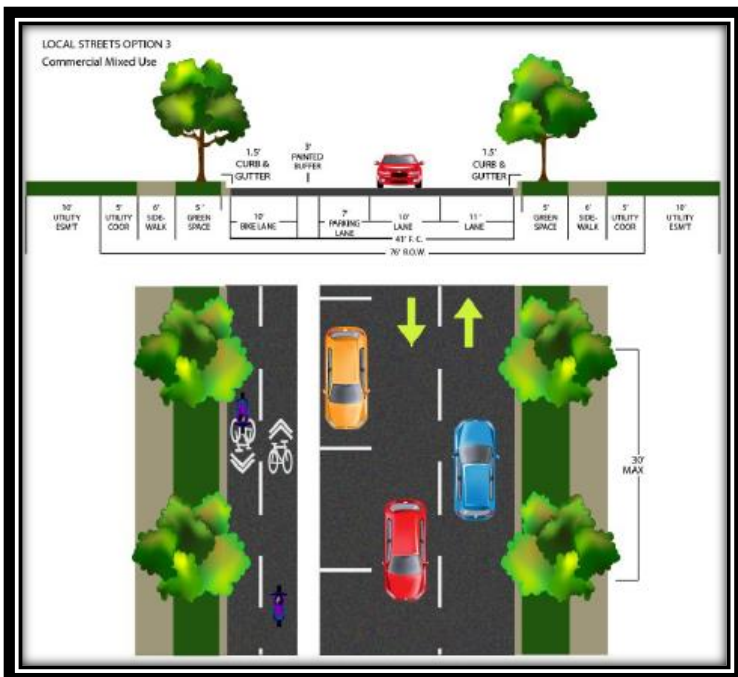 LOCAL STREETS OPTION 3
Commercial Mixed Use
1.5'
CURB &
GUTTER
3'
PAINTED
BUFFER
1.5'
CURB &
GUTTER
10'
UTILITY
ESM'T
5'
UTILITY
COOR
6'
SIDE-
WALK
5'
GREEN
SPACE
10'
BIKE LANE
7'
PARKING
LANE
10'
LANE
11'
LANE
5'
GREEN
SPACE
6'
SIDE-
WALK
5'
UTILITY
COOR
10'
UTILITY
ESM'T
41' F.C.
76' R.O.W.
30'
MAX